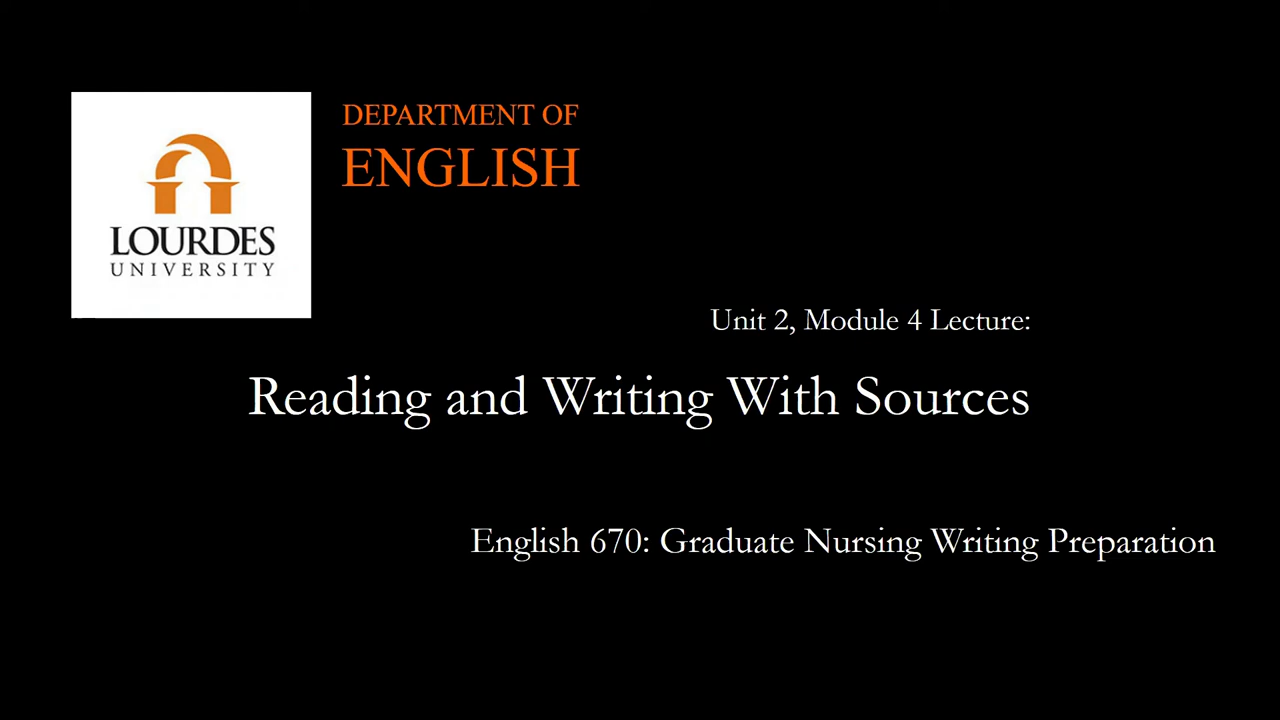 DEPARTMENT OF
ENGLISH
LOURDES
UNIVERSITY
Unit 2, Module 4 Lecture:
Reading and Writing With Sources
English 670: Graduate Nursing Writing Preparation